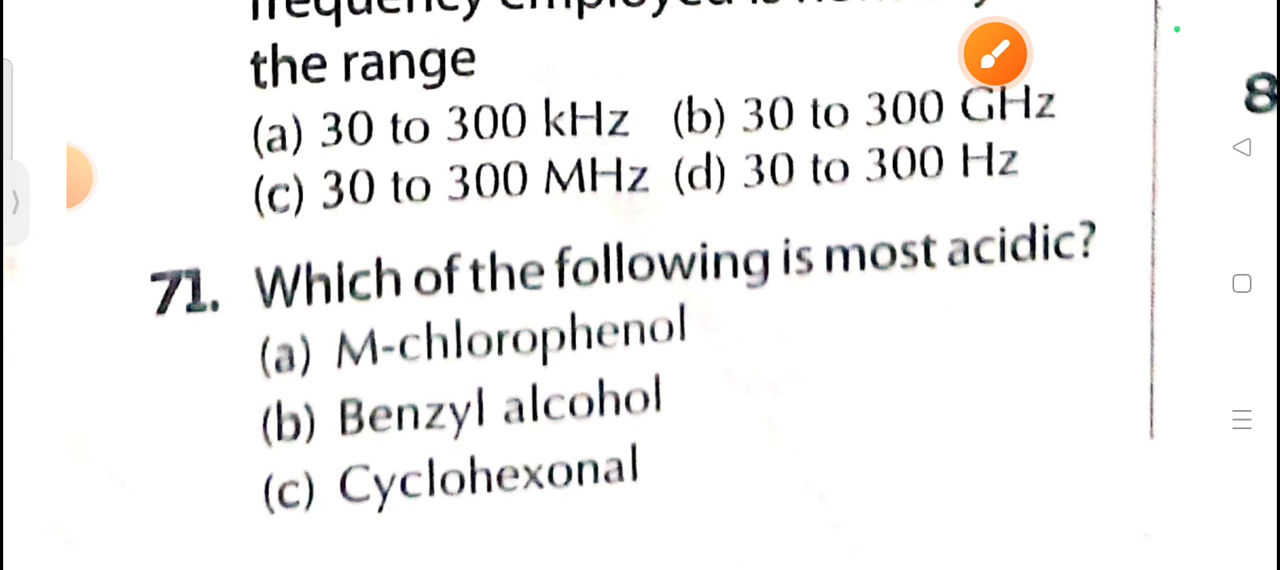 the range
(a) 30 to 300 kHz (b) 30 to 300 GHz
(c) 30 to 300 MHz (d) 30 to 300 Hz
71. Which of the following is most acidic?
(a) M-chlorophenol
(b) Benzyl alcohol
(c) Cyclohexonal
8